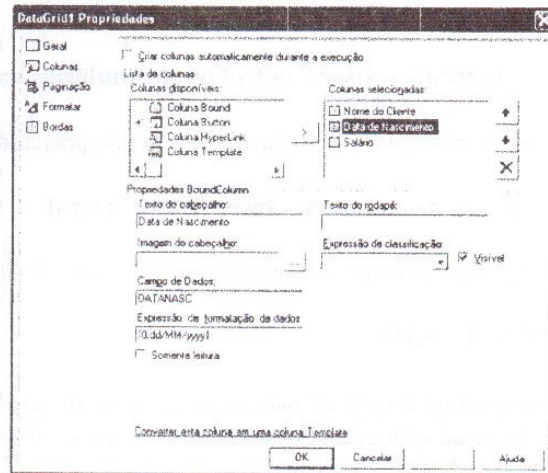 DataGrid1 Propriedades
Geral
Colunas
Paginação
Formatar
Bordas
Criar colunas automaticamente durante a execução
Lista de colunas
Colunas disponíveis:
Coluna Bound
Coluna Button
Coluna HyperLink
Coluna Template
Colunas selecionadas:
Nome do Cliente
Data de Nascimento
Salário
Propriedades BoundColumn
Texto do cabeçalho:
Data de Nascimento
Texto do rodapé:
Imagem do cabeçalho:
Expressão de classificação:
Visível
Campo de Dados:
DATANASC
Expressão de formatação de dados
{0:dd/MM/yyyy}
Somente leitura
Converter esta coluna em uma coluna Template
OK
Cancelar
Ajuda